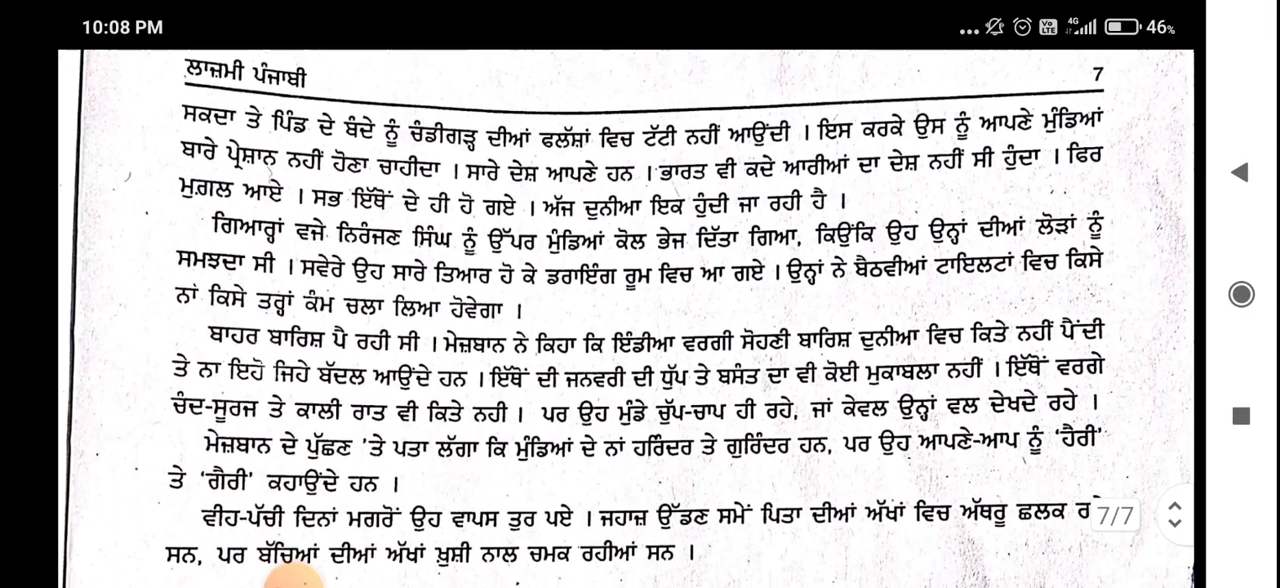 10:08 PM
4G
Vo LTE
46%
ਲਾਜ਼ਮੀ ਪੰਜਾਬੀ
7
ਸਕਦਾ ਤੇ ਪਿੰਡ ਦੇ ਬੰਦੇ ਨੂੰ ਚੰਡੀਗੜ੍ਹ ਦੀਆਂ ਫਲੱਸ਼ਾਂ ਵਿਚ ਟੱਟੀ ਨਹੀਂ ਆਉਂਦੀ । ਇਸ ਕਰਕੇ ਉਸ ਨੂੰ ਆਪਣੇ ਮੁੰਡਿਆਂ
ਬਾਰੇ ਪ੍ਰੇਸ਼ਾਨ ਨਹੀਂ ਹੋਣਾ ਚਾਹੀਦਾ । ਸਾਰੇ ਦੇਸ਼ ਆਪਣੇ ਹਨ । ਭਾਰਤ ਵੀ ਕਦੇ ਆਰੀਆਂ ਦਾ ਦੇਸ਼ ਨਹੀਂ ਸੀ ਹੁੰਦਾ । ਫਿਰ
ਮੁਗ਼ਲ ਆਏ । ਸਭ ਇੱਥੋਂ ਦੇ ਹੀ ਹੋ ਗਏ । ਅੱਜ ਦੁਨੀਆ ਇਕ ਹੁੰਦੀ ਜਾ ਰਹੀ ਹੈ ।
ਗਿਆਰ੍ਹਾਂ ਵਜੇ ਨਿਰੰਜਣ ਸਿੰਘ ਨੂੰ ਉੱਪਰ ਮੁੰਡਿਆਂ ਕੋਲ ਭੇਜ ਦਿੱਤਾ ਗਿਆ, ਕਿਉਂਕਿ ਉਹ ਉਨ੍ਹਾਂ ਦੀਆਂ ਲੋੜਾਂ ਨੂੰ
ਸਮਝਦਾ ਸੀ । ਸਵੇਰੇ ਉਹ ਸਾਰੇ ਤਿਆਰ ਹੋ ਕੇ ਡਰਾਇੰਗ ਰੂਮ ਵਿਚ ਆ ਗਏ । ਉਨ੍ਹਾਂ ਨੇ ਬੈਠਵੀਆਂ ਟਾਇਲਟਾਂ ਵਿਚ ਕਿਸੇ
ਨਾਂ ਕਿਸੇ ਤਰ੍ਹਾਂ ਕੰਮ ਚਲਾ ਲਿਆ ਹੋਵੇਗਾ ।
ਬਾਹਰ ਬਾਰਿਸ਼ ਪੈ ਰਹੀ ਸੀ । ਮੇਜ਼ਬਾਨ ਨੇ ਕਿਹਾ ਕਿ ਇੰਡੀਆ ਵਰਗੀ ਸੋਹਣੀ ਬਾਰਿਸ਼ ਦੁਨੀਆ ਵਿਚ ਕਿਤੇ ਨਹੀਂ ਪੈਂਦੀ
ਤੇ ਨਾ ਇਹੋ ਜਿਹੇ ਬੱਦਲ ਆਉਂਦੇ ਹਨ । ਇੱਥੋਂ ਦੀ ਜਨਵਰੀ ਦੀ ਧੁੱਪ ਤੇ ਬਸੰਤ ਦਾ ਵੀ ਕੋਈ ਮੁਕਾਬਲਾ ਨਹੀਂ । ਇੱਥੋਂ ਵਰਗੇ
ਚੰਦ-ਸੂਰਜ ਤੇ ਕਾਲੀ ਰਾਤ ਵੀ ਕਿਤੇ ਨਹੀ । ਪਰ ਉਹ ਮੁੰਡੇ ਚੁੱਪ-ਚਾਪ ਹੀ ਰਹੇ, ਜਾਂ ਕੇਵਲ ਉਨ੍ਹਾਂ ਵਲ ਦੇਖਦੇ ਰਹੇ ।
ਮੇਜ਼ਬਾਨ ਦੇ ਪੁੱਛਣ 'ਤੇ ਪਤਾ ਲੱਗਾ ਕਿ ਮੁੰਡਿਆਂ ਦੇ ਨਾਂ ਹਰਿੰਦਰ ਤੇ ਗੁਰਿੰਦਰ ਹਨ, ਪਰ ਉਹ ਆਪਣੇ-ਆਪ ਨੂੰ 'ਹੈਰੀ'
ਤੇ 'ਗੈਰੀ' ਕਹਾਉਂਦੇ ਹਨ ।
ਵੀਹ-ਪੱਚੀ ਦਿਨਾਂ ਮਗਰੋਂ ਉਹ ਵਾਪਸ ਤੁਰ ਪਏ । ਜਹਾਜ਼ ਉੱਡਣ ਸਮੇਂ ਪਿਤਾ ਦੀਆਂ ਅੱਖਾਂ ਵਿਚ ਅੱਥਰੂ ਛਲਕ
7/7
ਸਨ, ਪਰ ਬੱਚਿਆਂ ਦੀਆਂ ਅੱਖਾਂ ਖ਼ੁਸ਼ੀ ਨਾਲ ਚਮਕ ਰਹੀਆਂ ਸਨ ।